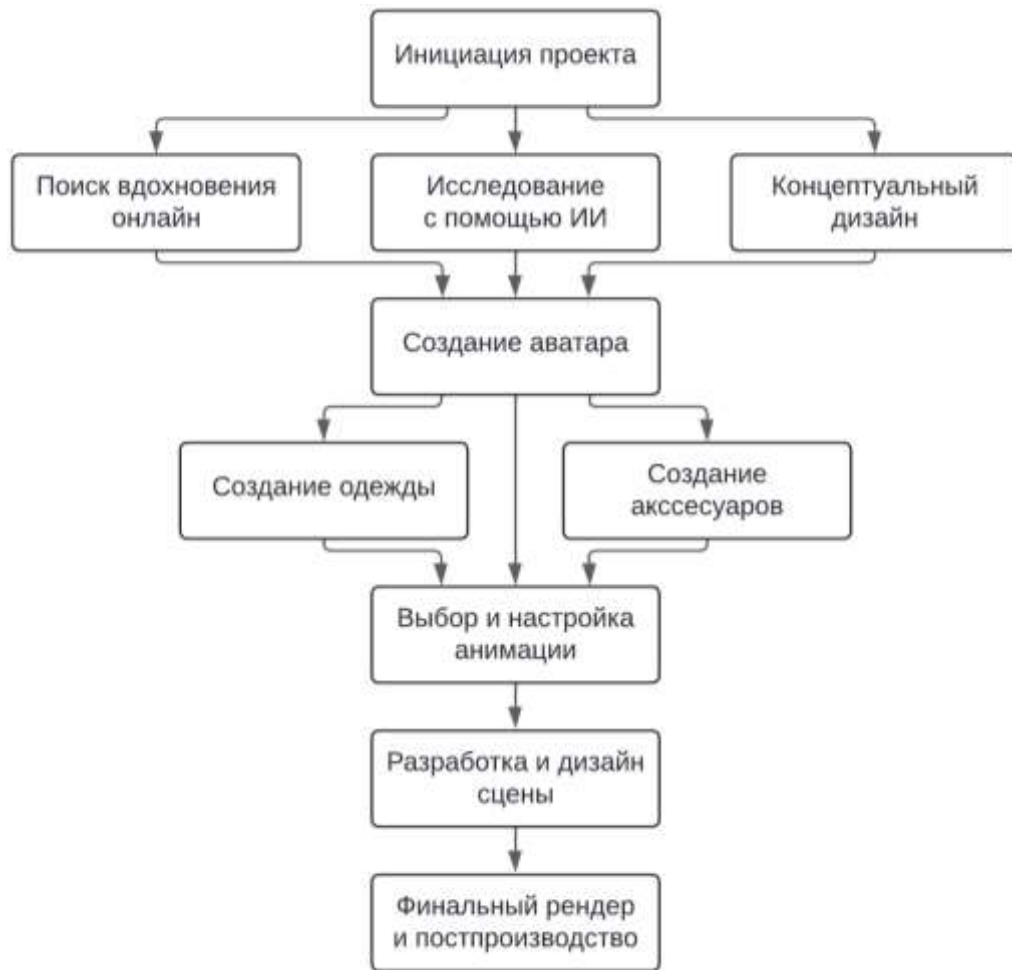 Инициация проекта
Поиск вдохновения
онлайн
Исследование
с помощью ИИ
Концептуальный
дизайн
Создание аватара
Создание одежды
Создание
акссесуаров
Выбор и настройка
анимации
Разработка и дизайн
сцены
Финальный рендер
и постпроизводство